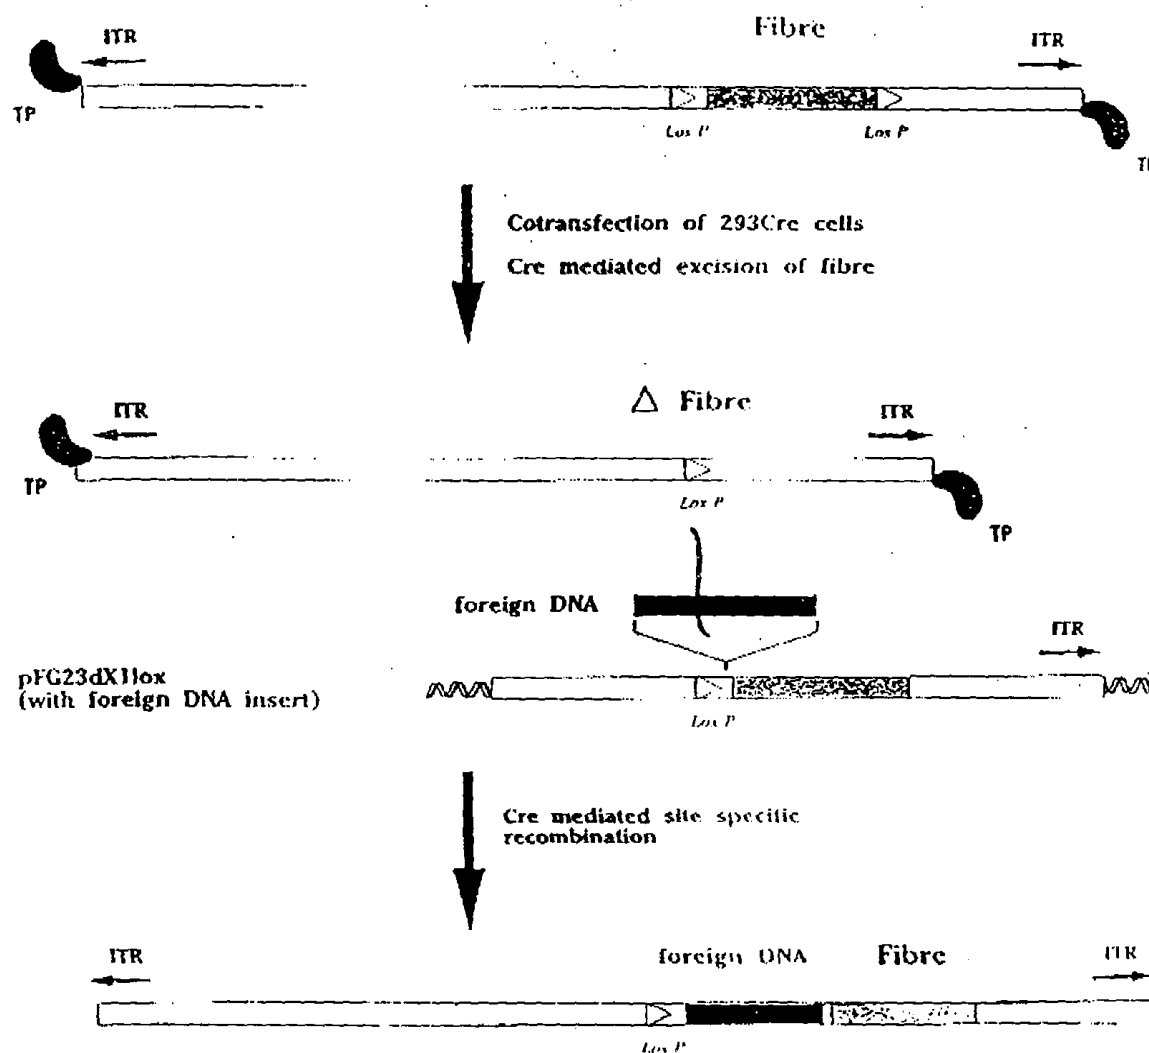 Fibre
ITR
ITR
TP
Lox P
Lox P
Cotransfection of 293Cre cells
Cre mediated excision of fibre
Δ Fibre
ITR
ITR
TP
Lox P
TP
foreign DNA
ITR
pFG23dX1lox
(with foreign DNA insert)
Lox P
Cre mediated site specific
recombination
ITR
foreign DNA
Fibre
ITR
Lox P